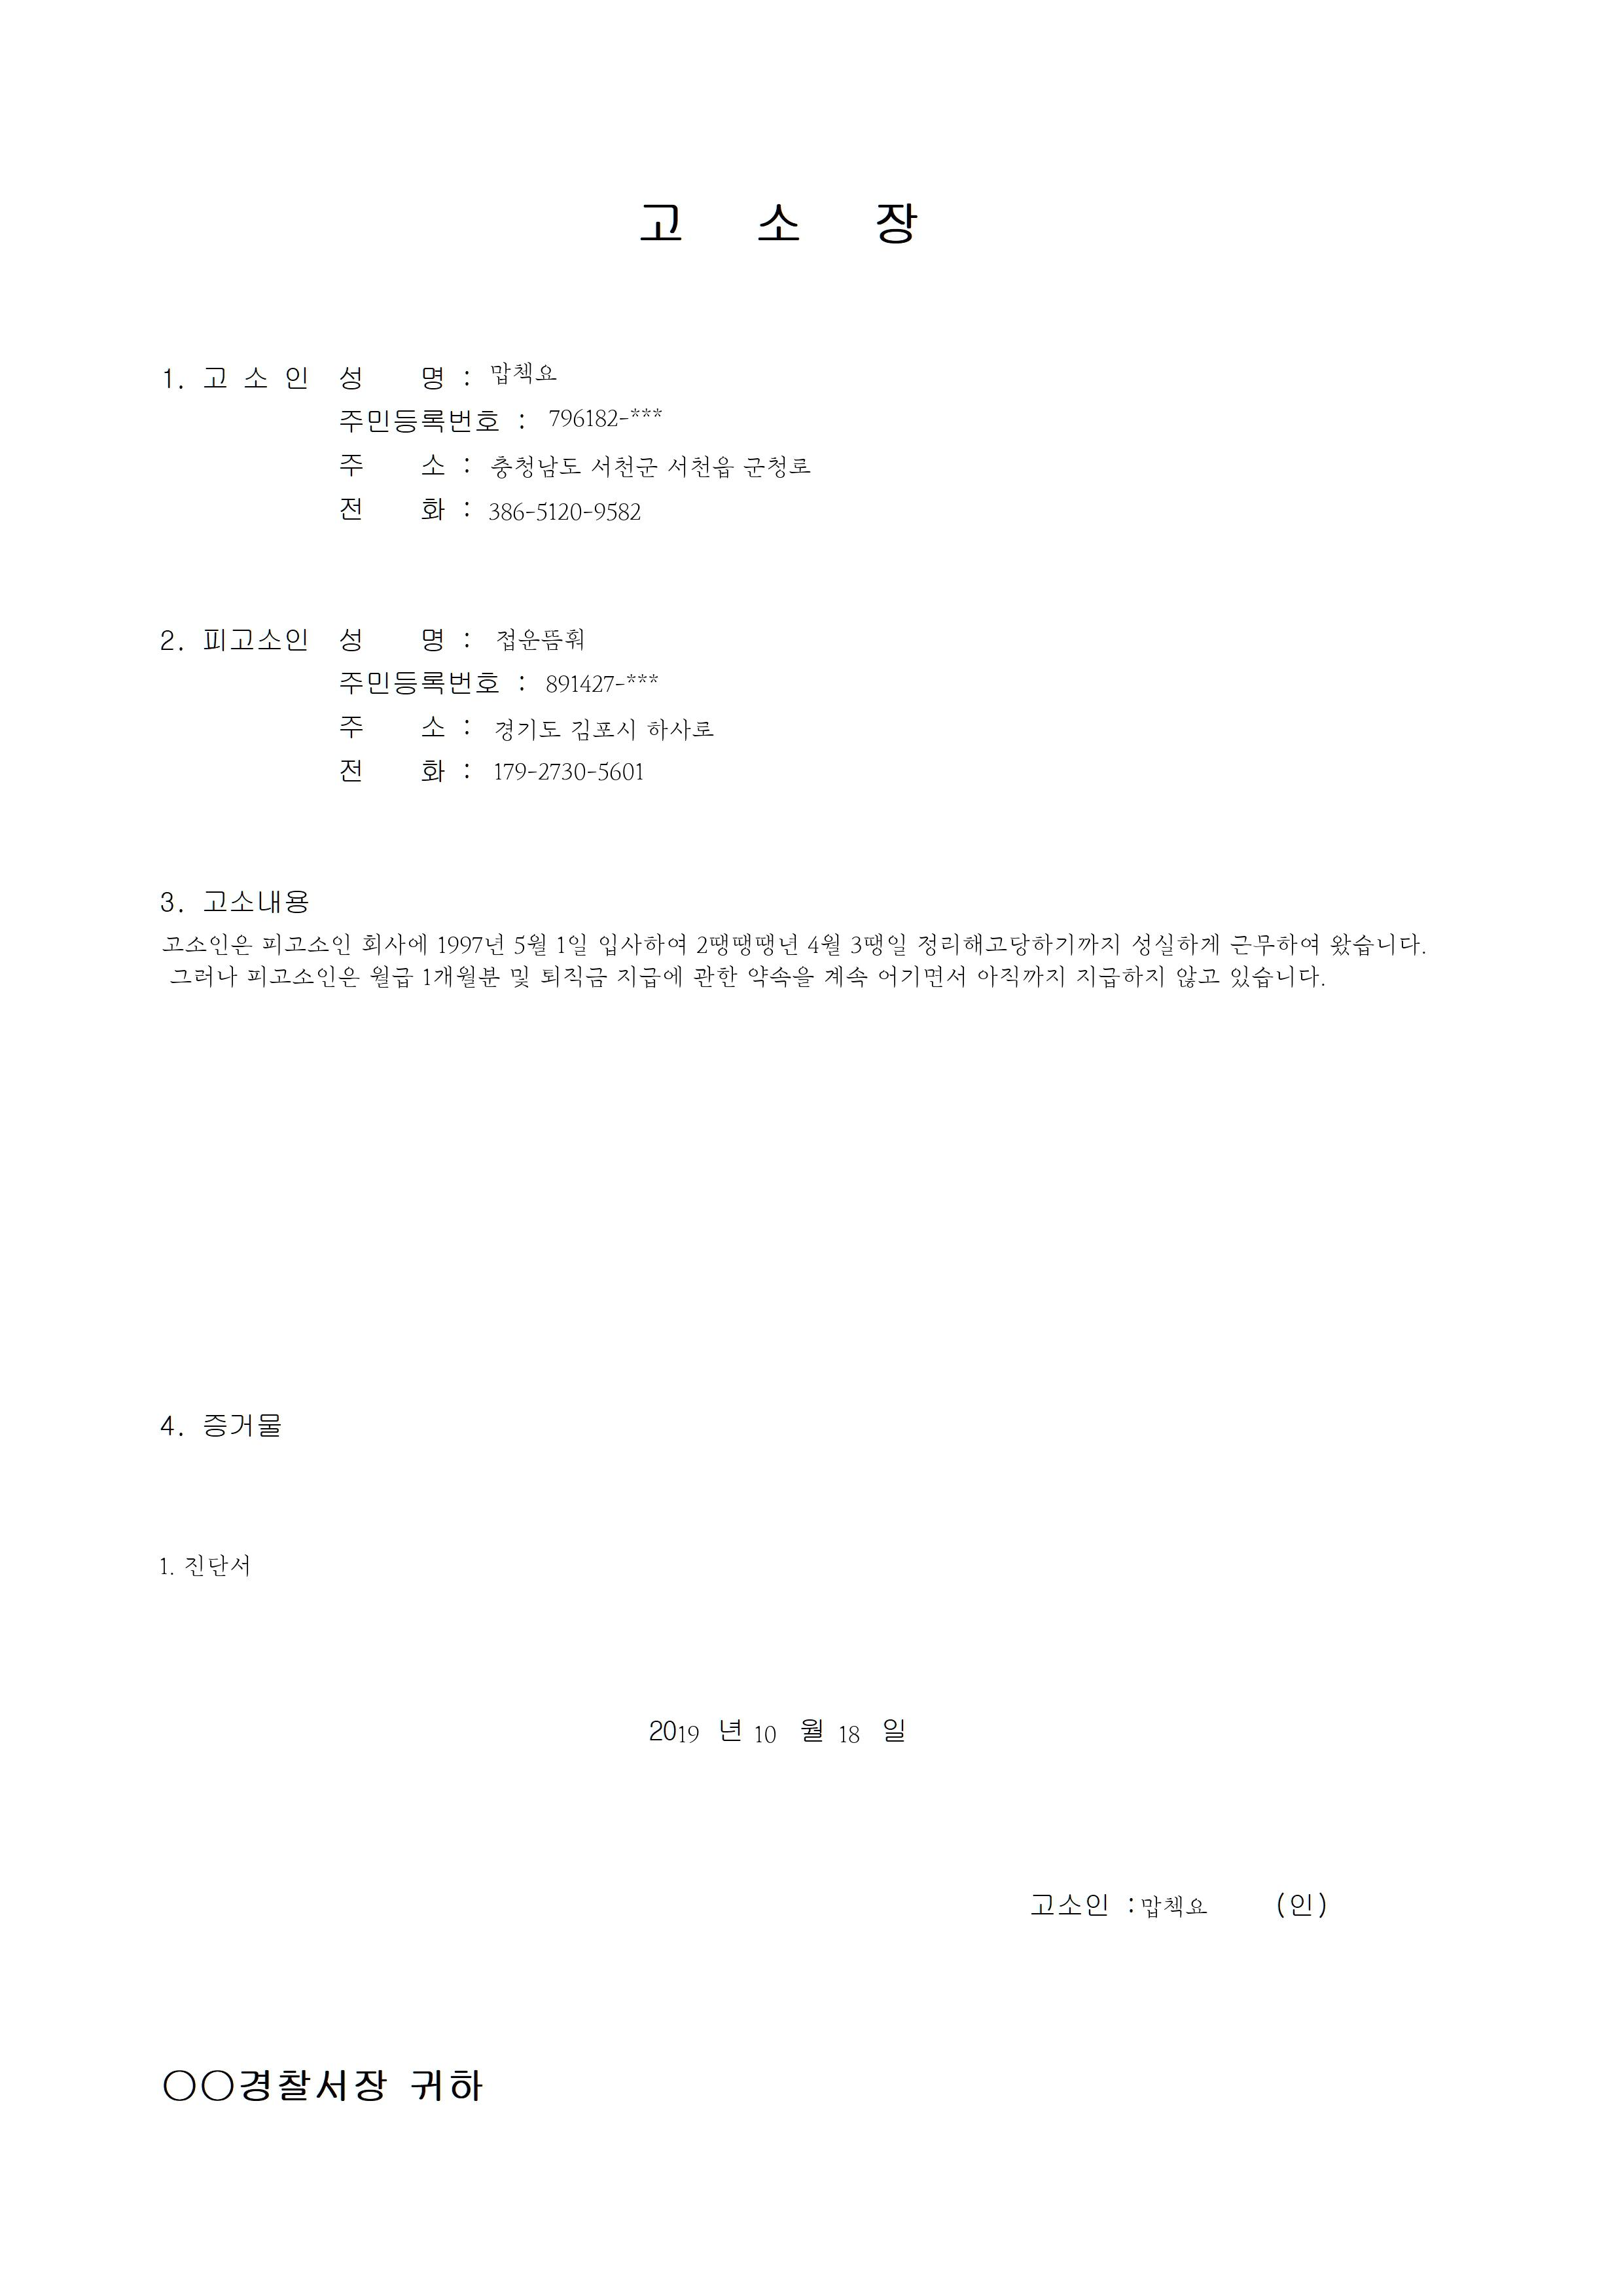 고 소 장
1. 고 소 인 성 명 : 맙첵요
주민등록번호 : 796182-***
주 소 : 충청남도 서천군 서천읍 군청로
전 화 : 386-5120-9582
2. 피고소인 성 명 : 접운뜸훠
주민등록번호 : 891427-***
주 소 : 경기도 김포시 하사로
전 화 : 179-2730-5601
3. 고소내용
고소인은 피고소인 회사에 1997년 5월 1일 입사하여 2땡땡땡년 4월 3땡일 정리해고당하기까지 성실하게 근무하여 왔습니다.
그러나 피고소인은 월급 1개월분 및 퇴직금 지급에 관한 약속을 계속 어기면서 아직까지 지급하지 않고 있습니다.
4. 증거물
1. 진단서
2019 년 10 월 18 일
고소인 : 맙첵요 (인)
○○경찰서장 귀하